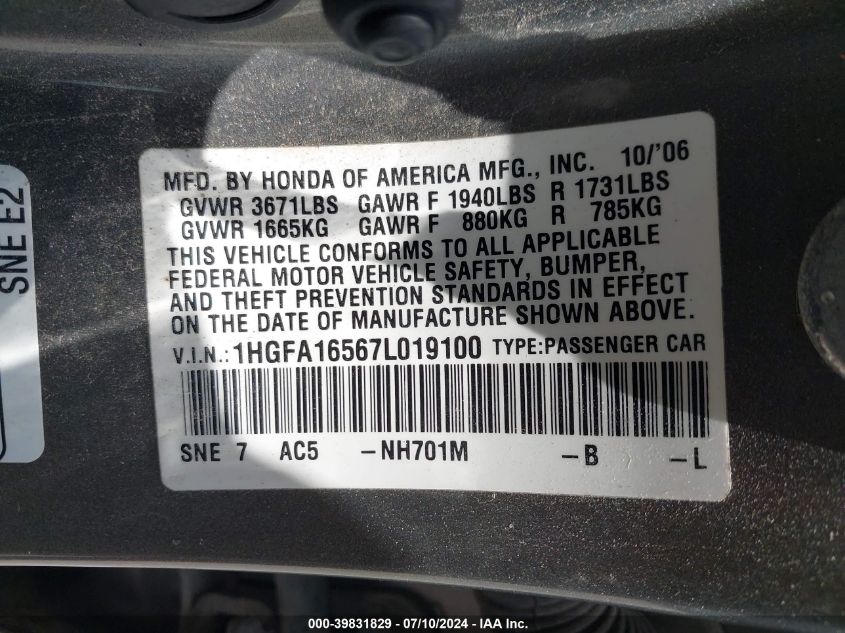 MFD. BY HONDA OF AMERICA MFG., INC. 10/'06
GVWR 3671LBS GAWR F 1940LBS R 1731LBS
GVWR 1665KG GAWR F 880KG R 785KG
THIS VEHICLE CONFORMS TO ALL APPLICABLE
FEDERAL MOTOR VEHICLE SAFETY, BUMPER,
AND THEFT PREVENTION STANDARDS IN EFFECT
ON THE DATE OF MANUFACTURE SHOWN ABOVE.
V.I.N.:1HGFA16567L019100 TYPE:PASSENGER CAR
SNE 7 AC5 -NH701M -B -L
SNE E2
000-39831829 / 07/10/2024 - IAA Inc.